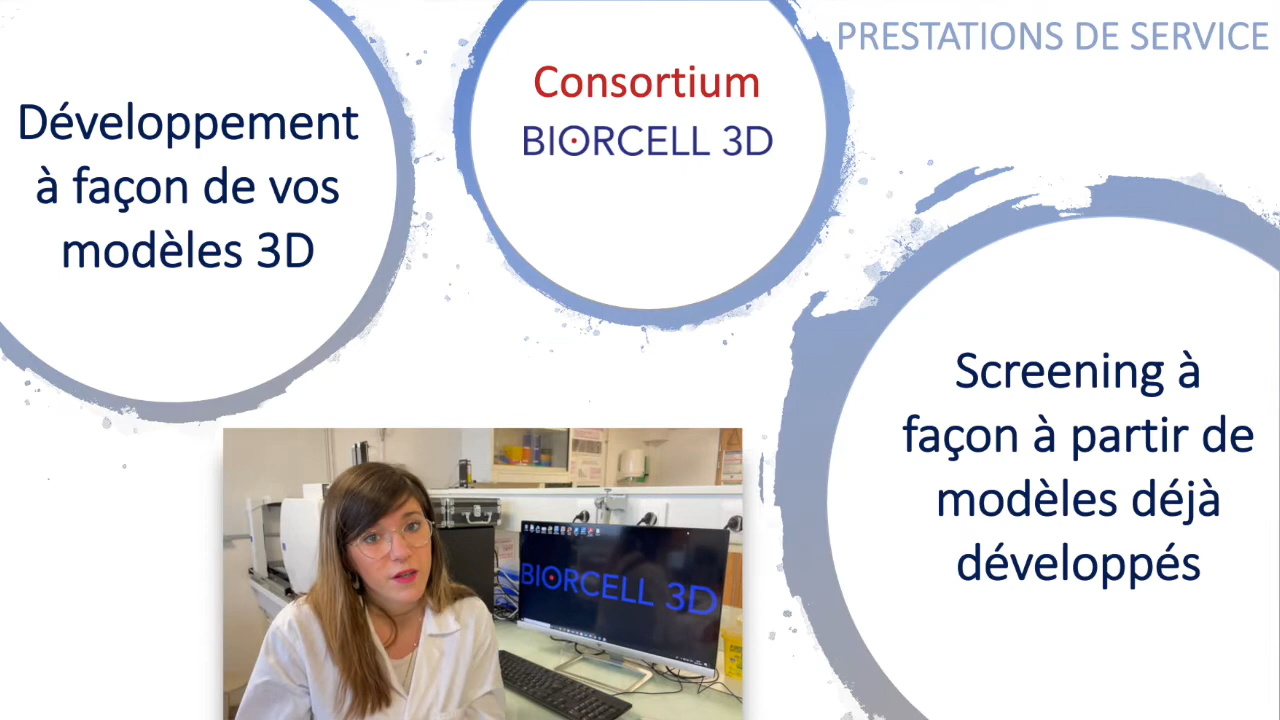 PRESTATIONS DE SERVICE
Développement
à façon de vos
modèles 3D
Consortium
BIORCELL 3D
Screening à
façon à partir de
modèles déjà
développés
BIORCELL 3D